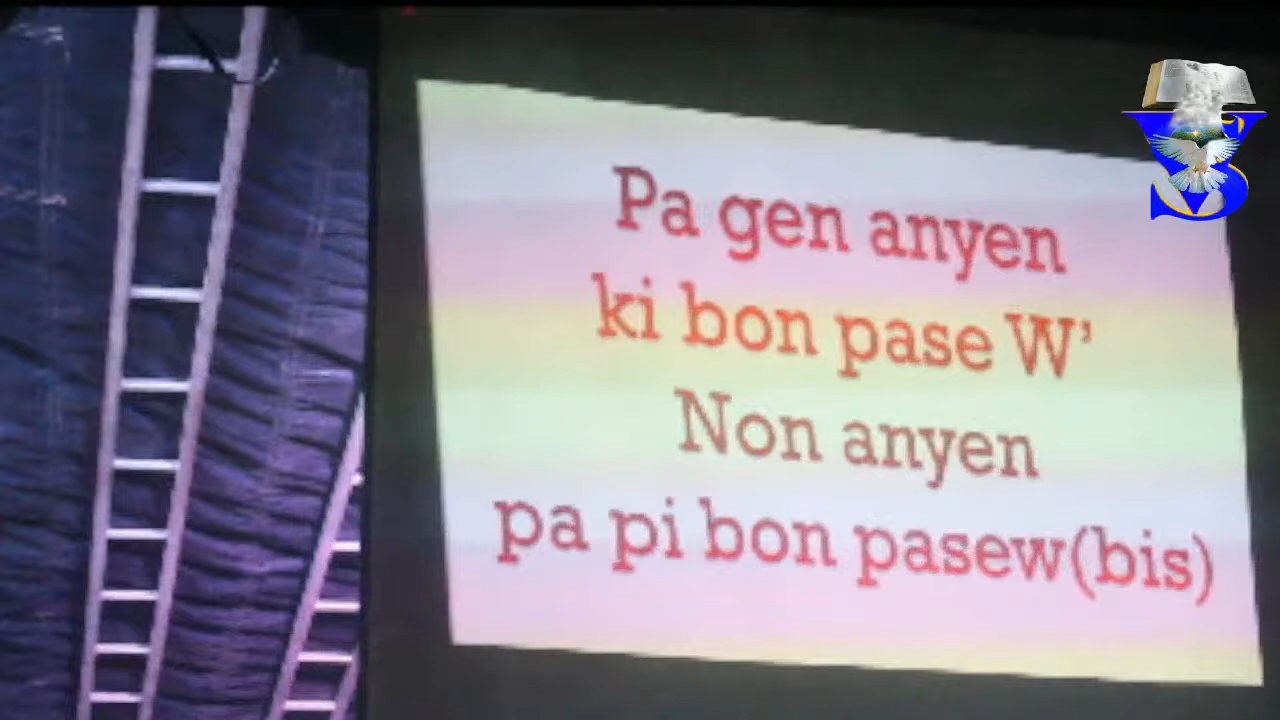 Pa gen anyen
ki bon pase W’
Non anyen
pa pi bon pasew(bis)